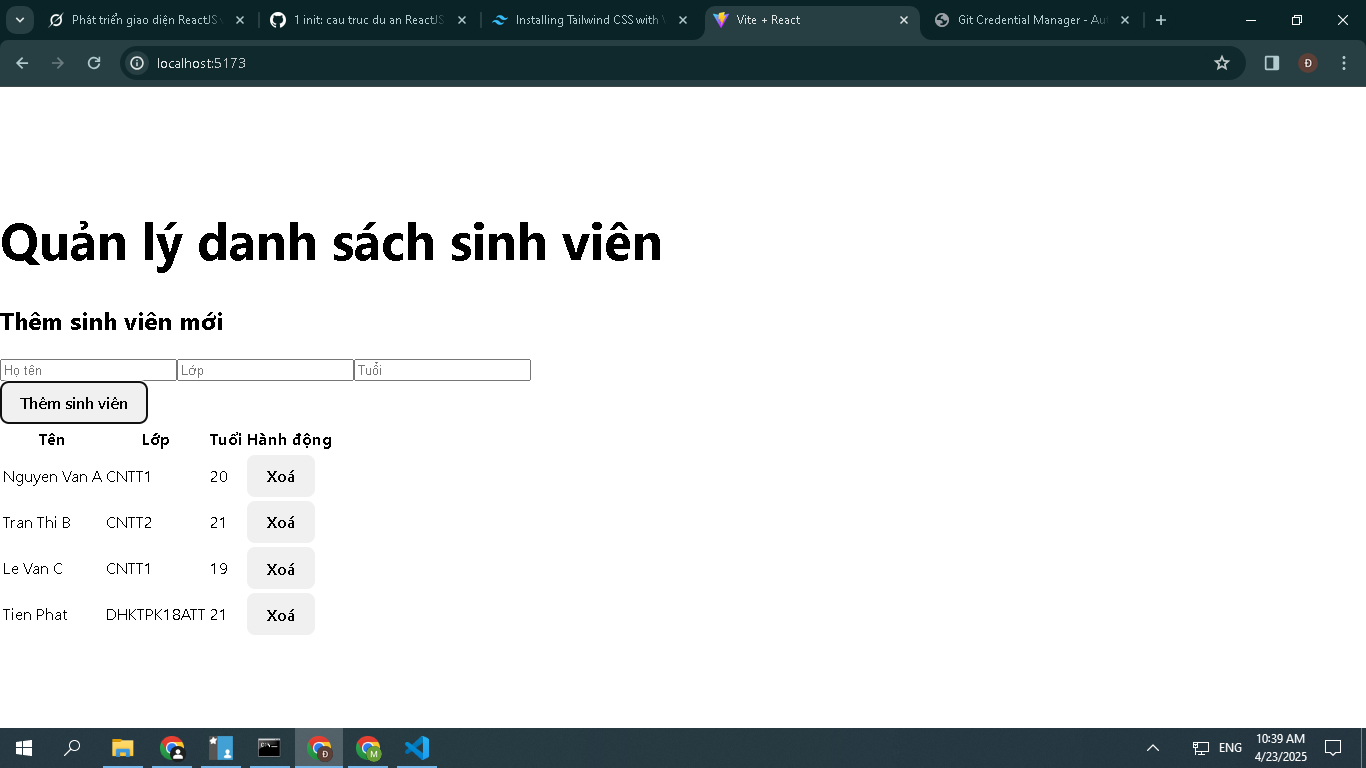 Phát triển giao diện ReactJS
1 init: cau truc du an ReactJS
Installing Tailwind CSS with
Vite + React
Git Credential Manager - Aut
localhost:5173
Đ
Quản lý danh sách sinh viên
Thêm sinh viên mới
Họ tên Lớp Tuổi
Thêm sinh viên
Tên Lớp Tuổi Hành động
Nguyen Van A CNTT1 20 Xoá
Tran Thi B CNTT2 21 Xoá
Le Van C CNTT1 19 Xoá
Tien Phat DHKTPK18ATT 21 Xoá
Đ M ENG 10:39 AM
4/23/2025